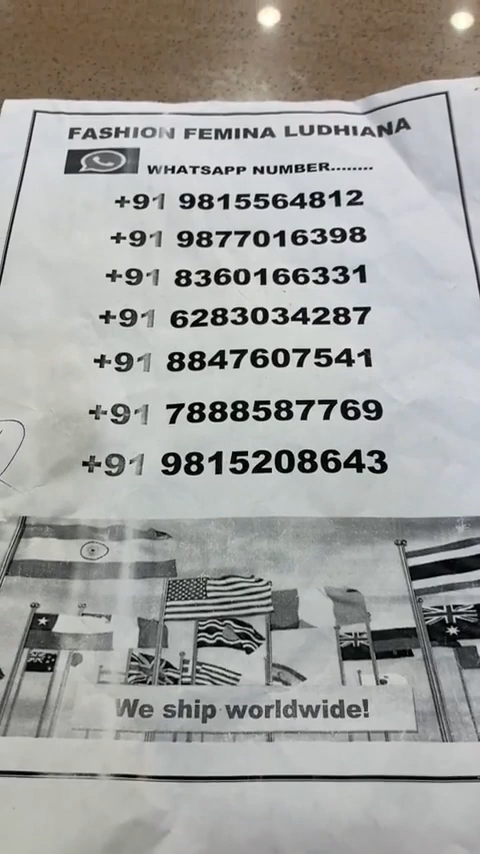 FASHION FEMINA LUDHIANA
WHATSAPP NUMBER........
+91 9815564812
+91 9877016398
+91 8360166331
+91 6283034287
+91 8847607541
+91 7888587769
+91 9815208643
We ship worldwide!